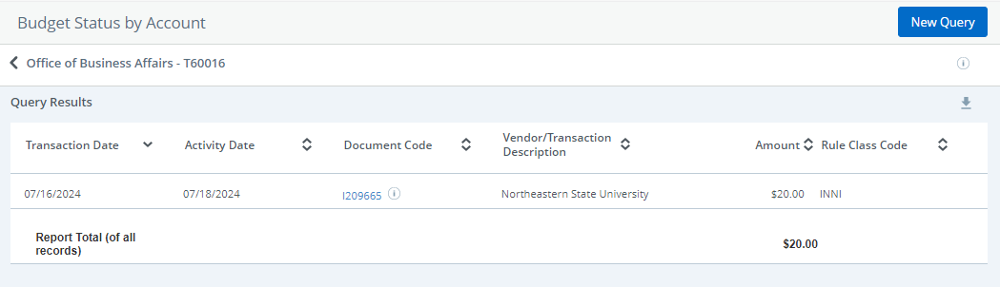 Budget Status by Account
New Query
Office of Business Affairs - T60016
Query Results
Transaction Date Activity Date Document Code Vendor/Transaction Description Amount Rule Class Code
07/16/2024 07/18/2024 I209665 Northeastern State University $20.00 INNI
Report Total (of all records) $20.00